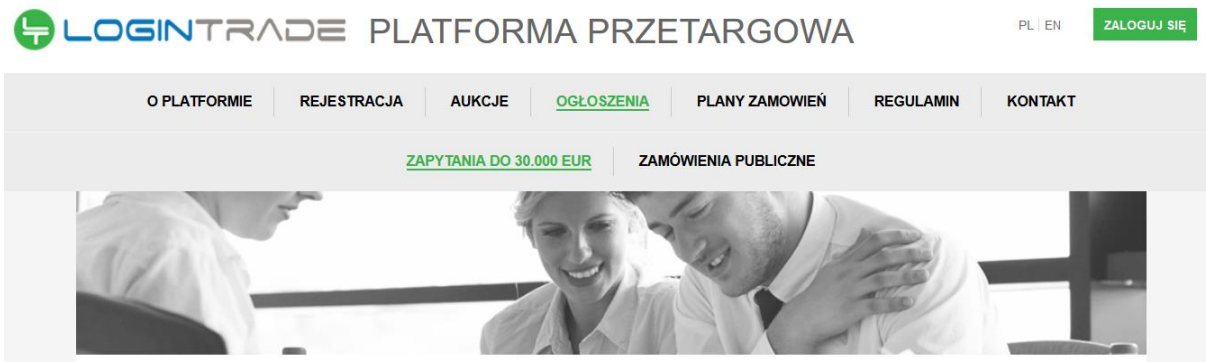 LOGINTRADE PLATFORMA PRZETARGOWA PL | EN ZALOGUJ SIĘ
O PLATFORMIE REJESTRACJA AUKCJE OGŁOSZENIA PLANY ZAMOWIEŃ REGULAMIN KONTAKT
ZAPYTANIA DO 30.000 EUR ZAMÓWIENIA PUBLICZNE